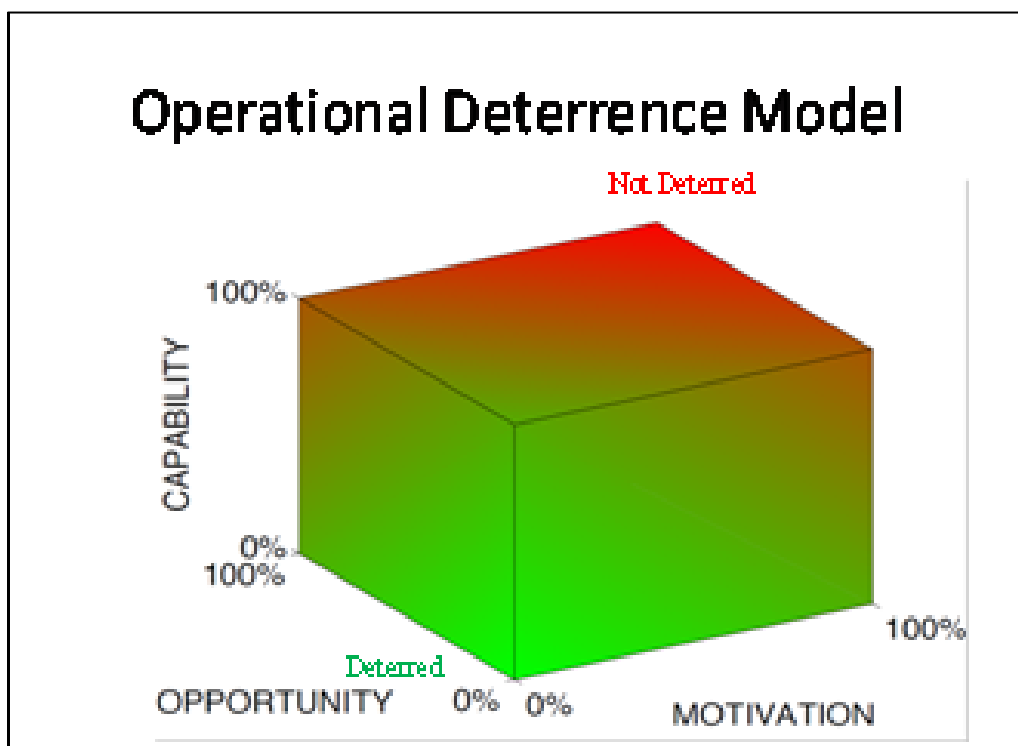 Operational Deterrence Model
Not Deterred
100%
CAPABILITY
0%
100%
100%
Deterred
OPPORTUNITY 0% 0% MOTIVATION